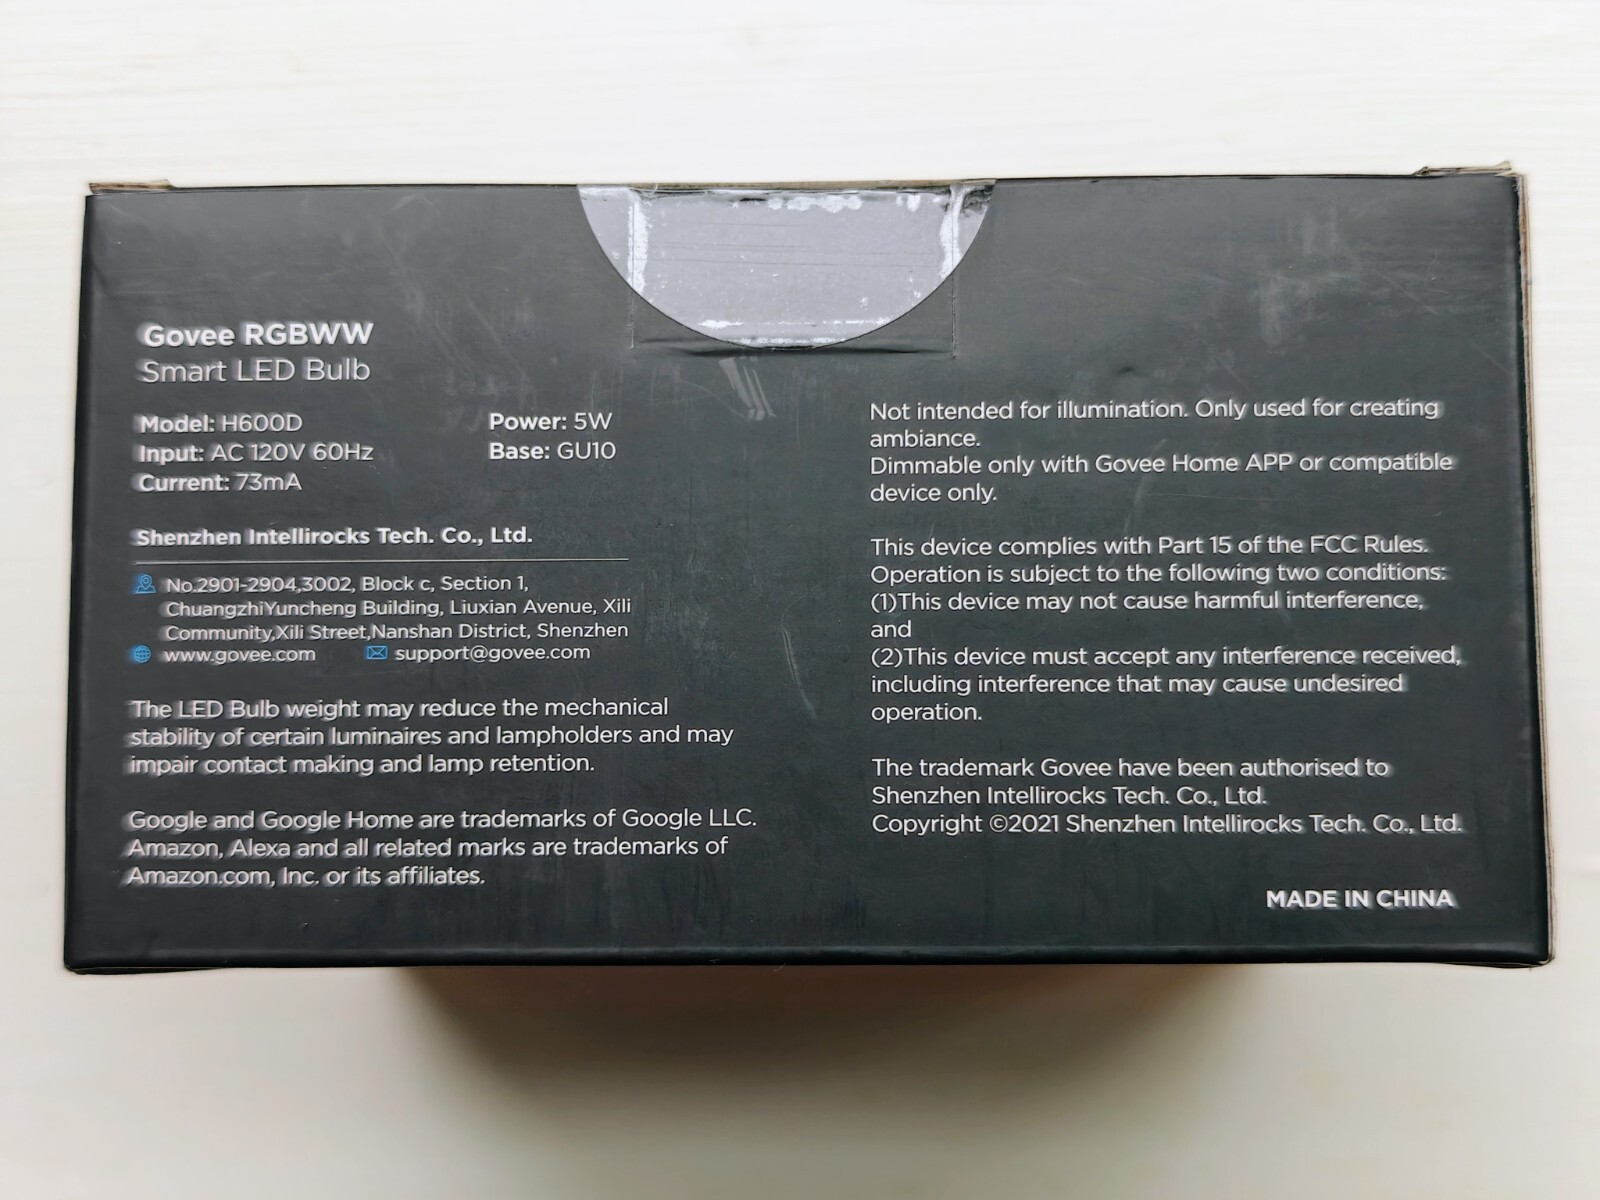 Govee RGBWW
Smart LED Bulb
Model: H600D
Input: AC 120V 60Hz
Current: 73mA
Power: 5W
Base: GU10
Shenzhen Intellirocks Tech. Co., Ltd.
No.2901-2904,3002, Block c, Section 1,
ChuangzhiYuncheng Building, Liuxian Avenue, Xili
Community,Xili Street,Nanshan District, Shenzhen
www.govee.com support@govee.com
The LED Bulb weight may reduce the mechanical
stability of certain luminaires and lampholders and may
impair contact making and lamp retention.
Google and Google Home are trademarks of Google LLC.
Amazon, Alexa and all related marks are trademarks of
Amazon.com, Inc. or its affiliates.
Not intended for illumination. Only used for creating
ambiance.
Dimmable only with Govee Home APP or compatible
device only.
This device complies with Part 15 of the FCC Rules.
Operation is subject to the following two conditions:
(1)This device may not cause harmful interference,
and
(2)This device must accept any interference received,
including interference that may cause undesired
operation.
The trademark Govee have been authorised to
Shenzhen Intellirocks Tech. Co., Ltd.
Copyright ©2021 Shenzhen Intellirocks Tech. Co., Ltd.
MADE IN CHINA